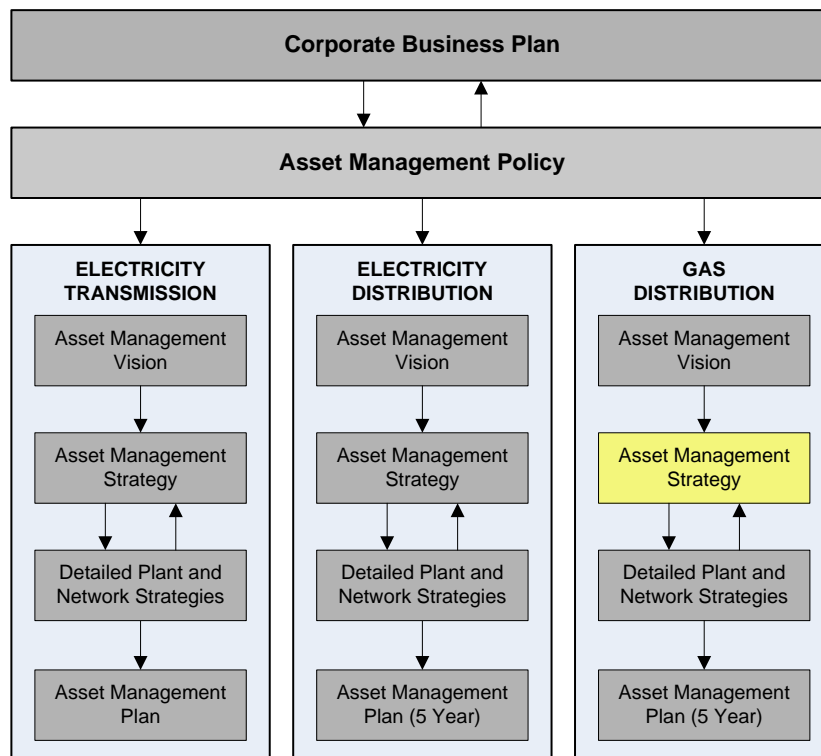 Corporate Business Plan
Asset Management Policy
ELECTRICITY
TRANSMISSION
Asset Management
Vision
Asset Management
Strategy
Detailed Plant and
Network Strategies
Asset Management
Plan
ELECTRICITY
DISTRIBUTION
Asset Management
Vision
Asset Management
Strategy
Detailed Plant and
Network Strategies
Asset Management
Plan (5 Year)
GAS
DISTRIBUTION
Asset Management
Vision
Asset Management
Strategy
Detailed Plant and
Network Strategies
Asset Management
Plan (5 Year)